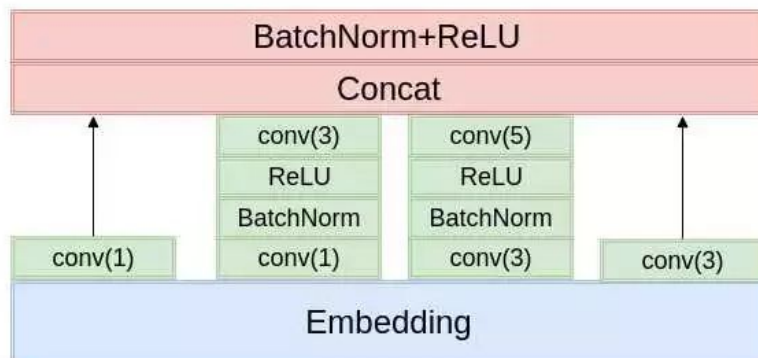 BatchNorm+ReLU
Concat
conv(3)
conv(5)
ReLU
ReLU
BatchNorm
BatchNorm
conv(1)
conv(1)
conv(3)
conv(3)
Embedding